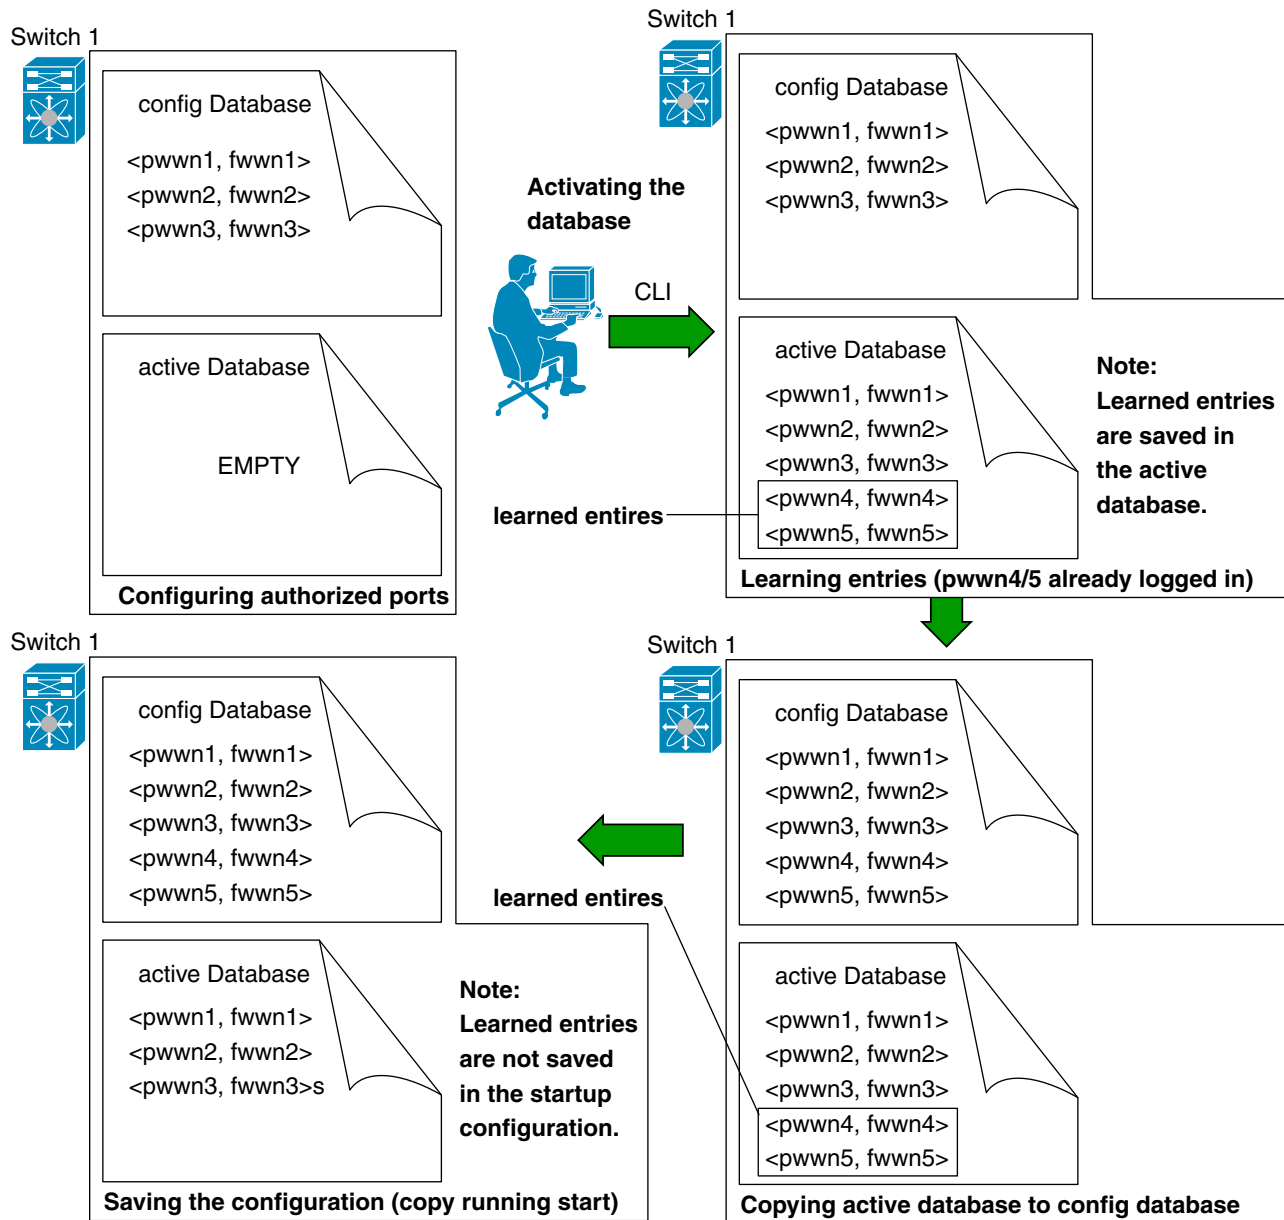 Switch 1
config Database
<pwwn1, fwwn1>
<pwwn2, fwwn2>
<pwwn3, fwwn3>
active Database
EMPTY
Configuring authorized ports
Activating the
database
CLI
Switch 1
config Database
<pwwn1, fwwn1>
<pwwn2, fwwn2>
<pwwn3, fwwn3>
active Database
<pwwn1, fwwn1>
<pwwn2, fwwn2>
<pwwn3, fwwn3>
<pwwn4, fwwn4>
<pwwn5, fwwn5>
learned entires
Note:
Learned entries
are saved in
the active
database.
Learning entries (pwwn4/5 already logged in)
Switch 1
config Database
<pwwn1, fwwn1>
<pwwn2, fwwn2>
<pwwn3, fwwn3>
<pwwn4, fwwn4>
<pwwn5, fwwn5>
active Database
<pwwn1, fwwn1>
<pwwn2, fwwn2>
<pwwn3, fwwn3>s
Note:
Learned entries
are not saved
in the startup
configuration.
Saving the configuration (copy running start)
Switch 1
config Database
<pwwn1, fwwn1>
<pwwn2, fwwn2>
<pwwn3, fwwn3>
<pwwn4, fwwn4>
<pwwn5, fwwn5>
learned entires
active Database
<pwwn1, fwwn1>
<pwwn2, fwwn2>
<pwwn3, fwwn3>
<pwwn4, fwwn4>
<pwwn5, fwwn5>
Copying active database to config database